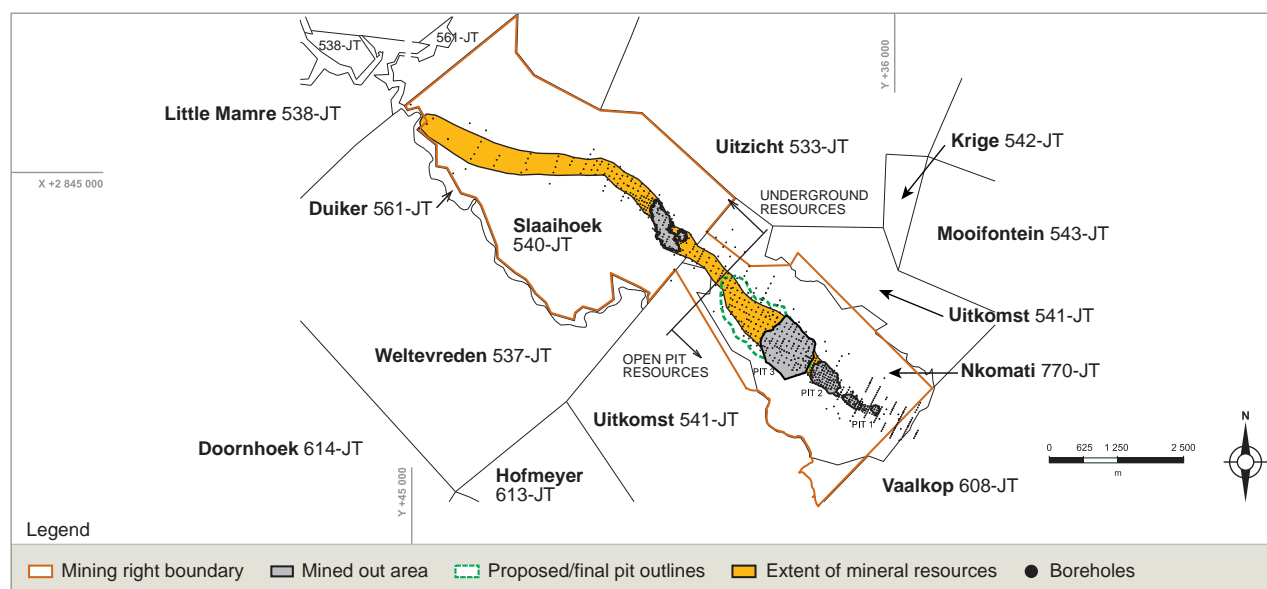 538-JT
561-JT
Y +36 000
Little Mamre 538-JT
Uitzicht 533-JT
Krige 542-JT
X +2 845 000
UNDERGROUND
RESOURCES
Duiker 561-JT
Slaaihoek
540-JT
Mooifontein 543-JT
Uitkomst 541-JT
Weltevreden 537-JT
OPEN PIT
RESOURCES
PIT 3
Nkomati 770-JT
PIT 2
Uitkomst 541-JT
PIT 1
N
Doornhoek 614-JT
0 625 1 250 2 500
m
Y +45 000
Hofmeyer
613-JT
Vaalkop 608-JT
Legend
Mining right boundary Mined out area Proposed/final pit outlines Extent of mineral resources Boreholes